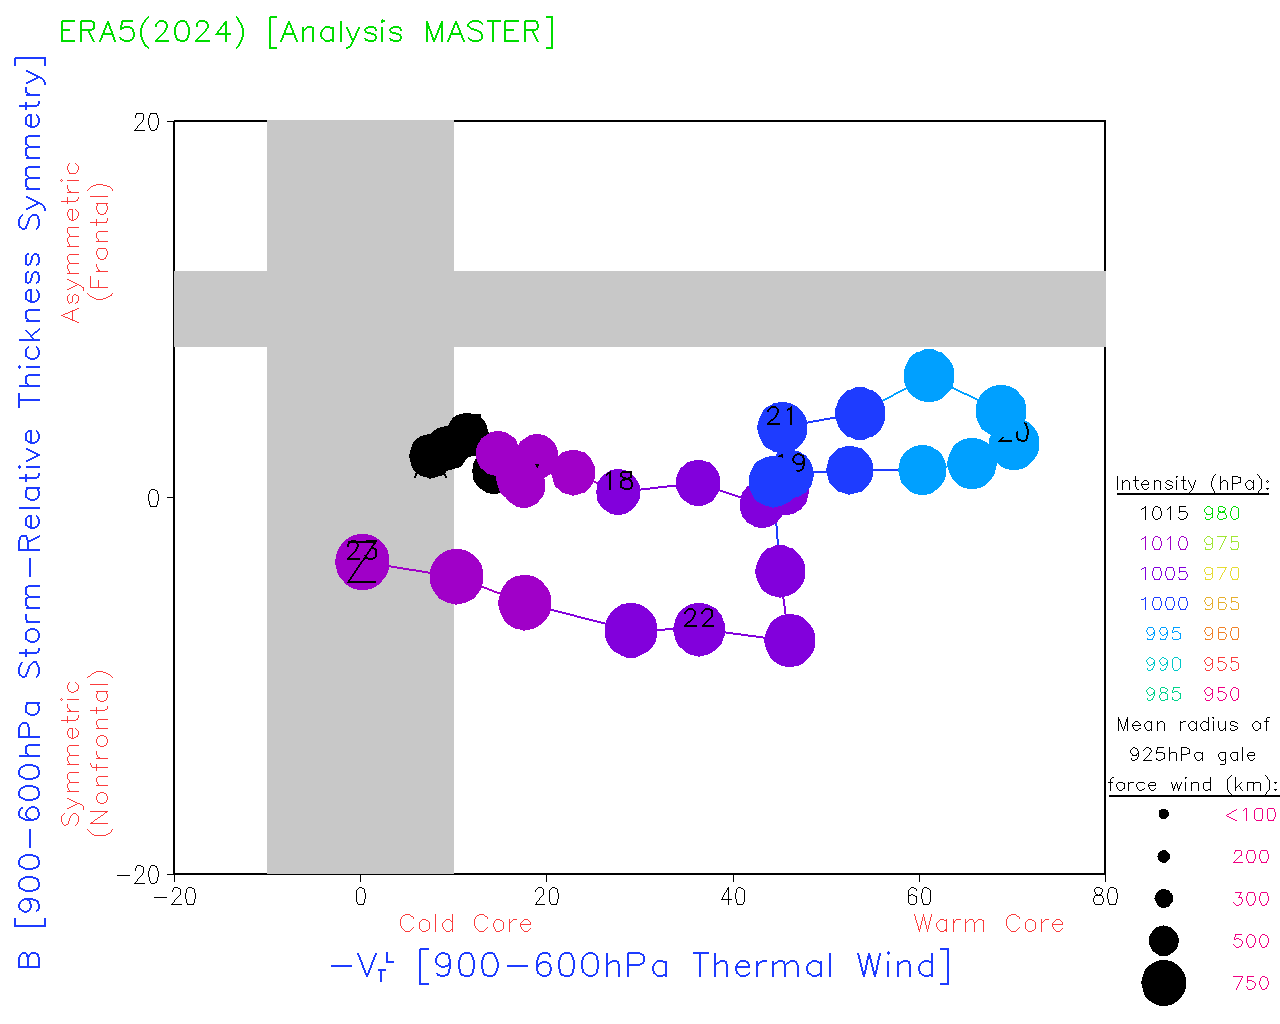 ERA5(2024) [Analysis MASTER]
B [900-600hPa Storm-Relative Thickness Symmetry]
Asymmetric
(Frontal)
Symmetric
(Nonfrontal)
20
0
-20
-20 0 20 40 60 80
Cold Core
Warm Core
-V_T^L [900-600hPa Thermal Wind]
18
19
20
21
22
23
Z
Intensity (hPa):
1015 980
1010 975
1005 970
1000 965
995 960
990 955
985 950
Mean radius of
925hPa gale
force wind (km):
<100
200
300
500
750